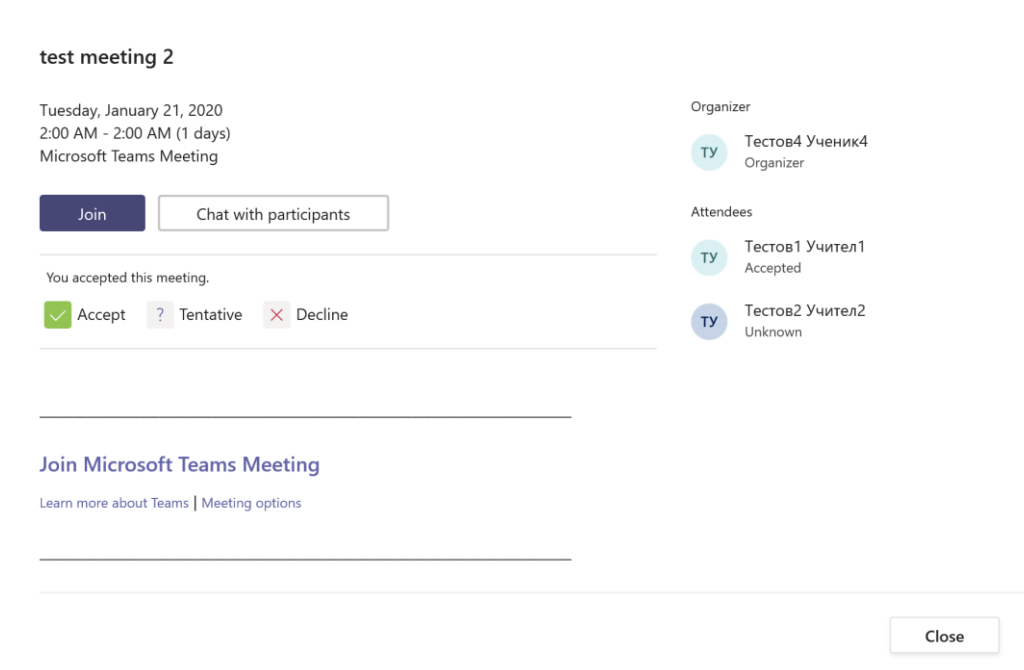 test meeting 2
Tuesday, January 21, 2020
2:00 AM - 2:00 AM (1 days)
Microsoft Teams Meeting
Join
Chat with participants
You accepted this meeting.
Accept
? Tentative
Decline
Join Microsoft Teams Meeting
Learn more about Teams | Meeting options
Organizer
ТУ
Тестов4 Ученик4
Organizer
Attendees
ТУ
Тестов1 Учител1
Accepted
ТУ
Тестов2 Учител2
Unknown
Close